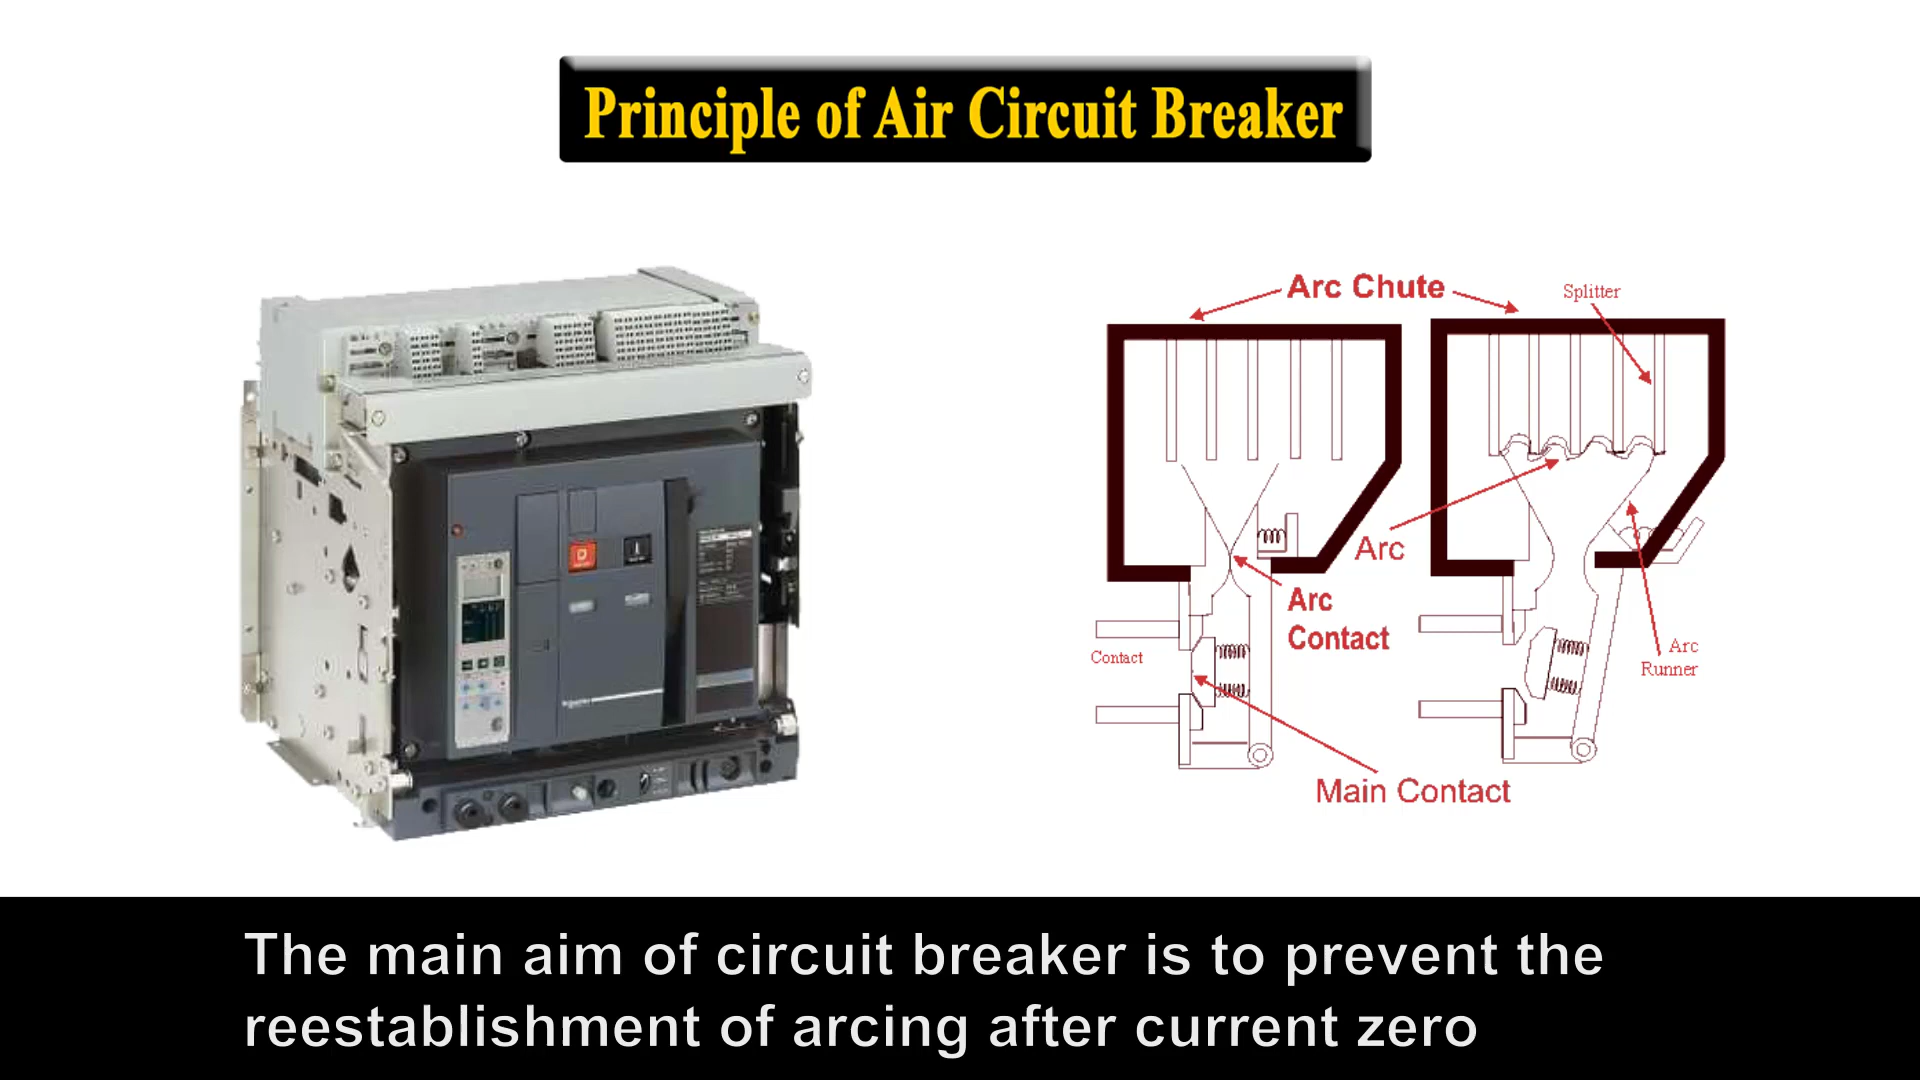 Principle of Air Circuit Breaker
Arc Chute
Splitter
Arc
Arc
Contact
Contact
Arc
Runner
Main Contact
The main aim of circuit breaker is to prevent the
reestablishment of arcing after current zero